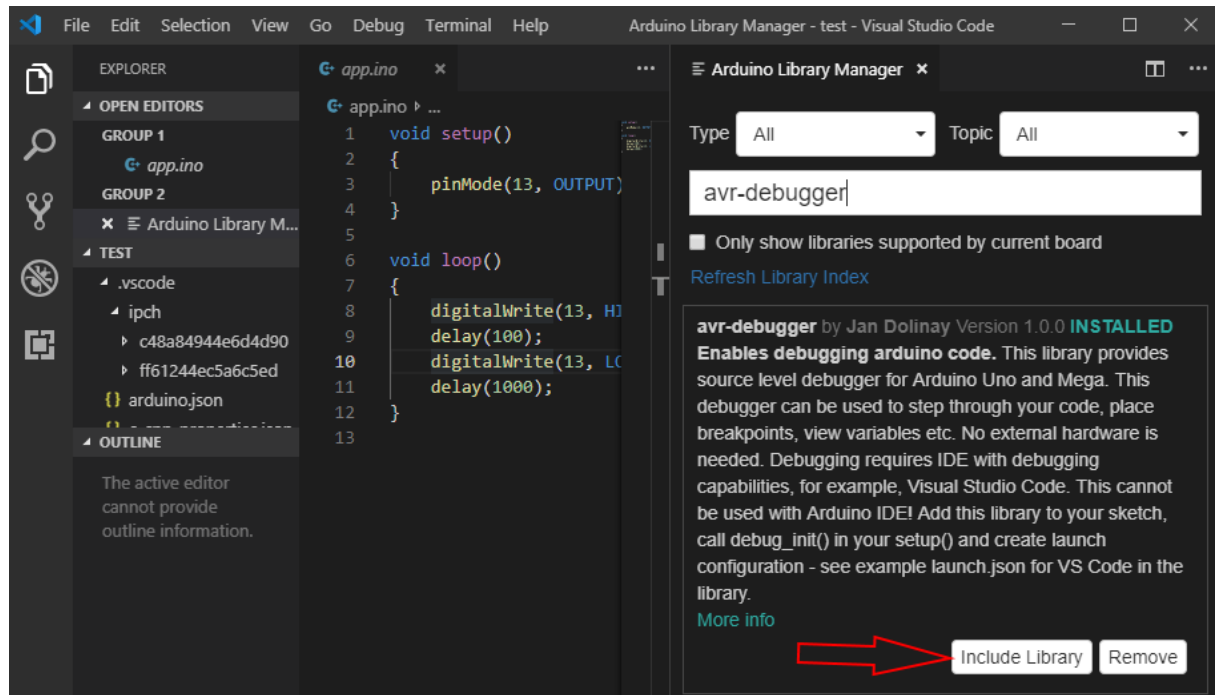 File Edit Selection View Go Debug Terminal Help Arduino Library Manager - test - Visual Studio Code
EXPLORER
OPEN EDITORS
GROUP 1
app.ino
GROUP 2
Arduino Library M...
TEST
.vscode
ipch
c48a84944e6d4d90
ff61244ec5a6c5ed
{} arduino.json
OUTLINE
The active editor
cannot provide
outline information.
app.ino
app.ino ...
1 void setup()
2 {
3 pinMode(13, OUTPUT)
4 }
5
6 void loop()
7 {
8 digitalWrite(13, HI
9 delay(100);
10 digitalWrite(13, LO
11 delay(1000);
12 }
13
Arduino Library Manager
Type All Topic All
avr-debugger
Only show libraries supported by current board
Refresh Library Index
avr-debugger by Jan Dolinay Version 1.0.0 INSTALLED
Enables debugging arduino code. This library provides
source level debugger for Arduino Uno and Mega. This
debugger can be used to step through your code, place
breakpoints, view variables etc. No external hardware is
needed. Debugging requires IDE with debugging
capabilities, for example, Visual Studio Code. This cannot
be used with Arduino IDE! Add this library to your sketch,
call debug_init() in your setup() and create launch
configuration - see example launch.json for VS Code in the
library.
More info
Include Library Remove